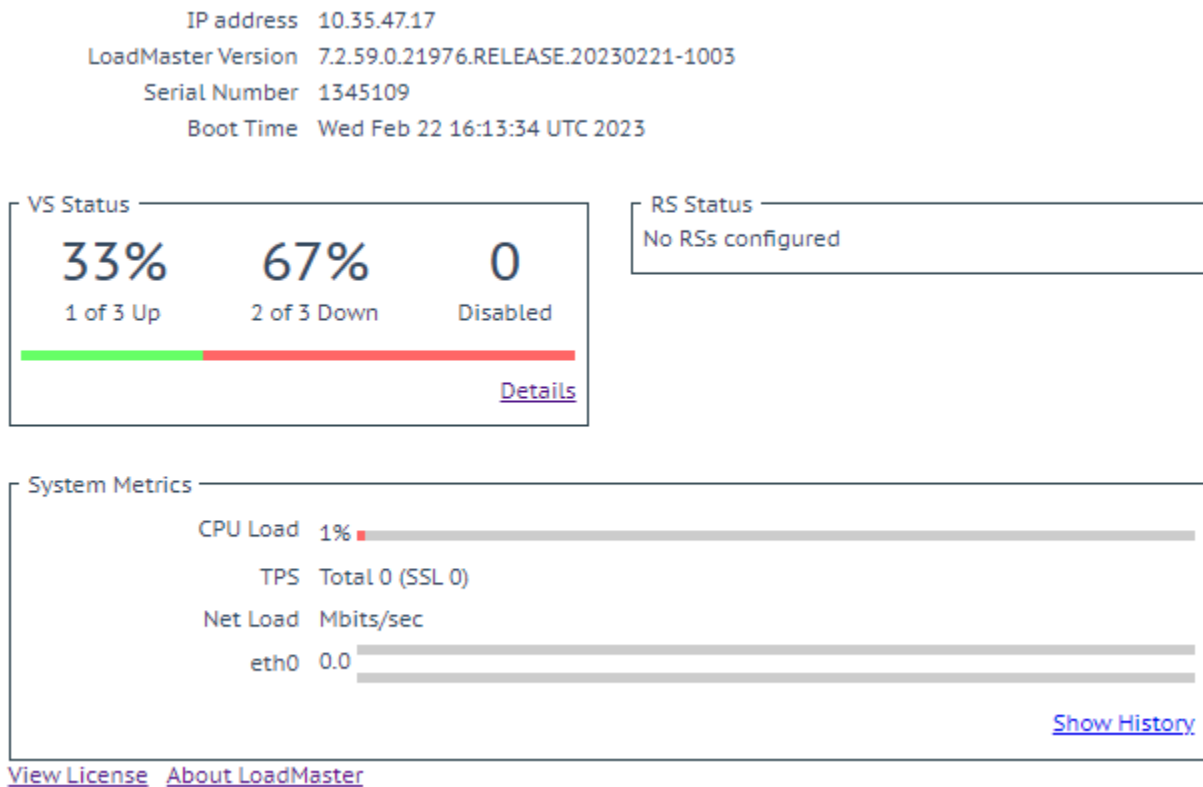 IP address 10.35.47.17
LoadMaster Version 7.2.59.0.21976.RELEASE.20230221-1003
Serial Number 1345109
Boot Time Wed Feb 22 16:13:34 UTC 2023
VS Status
33% 67% 0
1 of 3 Up 2 of 3 Down Disabled
Details
RS Status
No RSs configured
System Metrics
CPU Load 1%
TPS Total 0 (SSL 0)
Net Load Mbits/sec
eth0 0.0
Show History
View License About LoadMaster